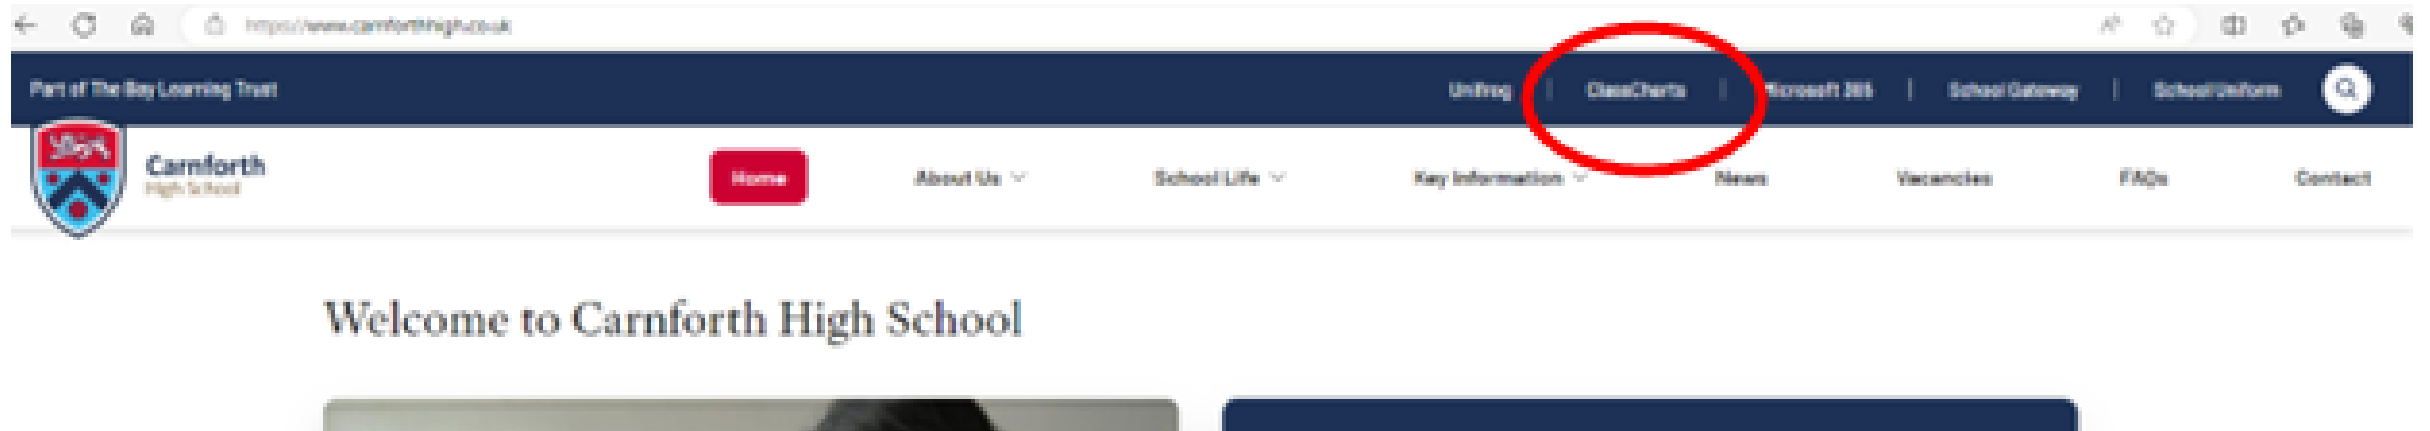 https://www.carnforthhigh.co.uk
Part of The Bay Learning Trust
Unifrog | ClassCharts | Microsoft 365 | School Gateway | School Uniform
Carnforth
High School
Home About Us School Life Key Information News Vacancies FAQs Contact
Welcome to Carnforth High School